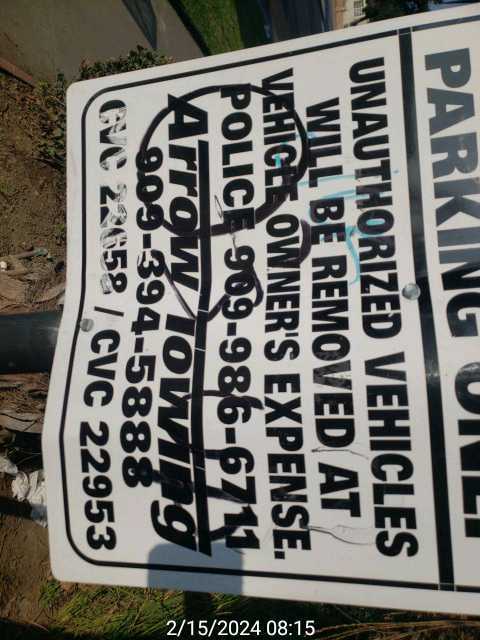 PARKING ONLY
UNAUTHORIZED VEHICLES
WILL BE REMOVED AT
VEHICLE OWNER'S EXPENSE.
POLICE 909-986-6711
Arrow Towing
909-394-5888
CVC 22658 / CVC 22953
2/15/2024 08:15